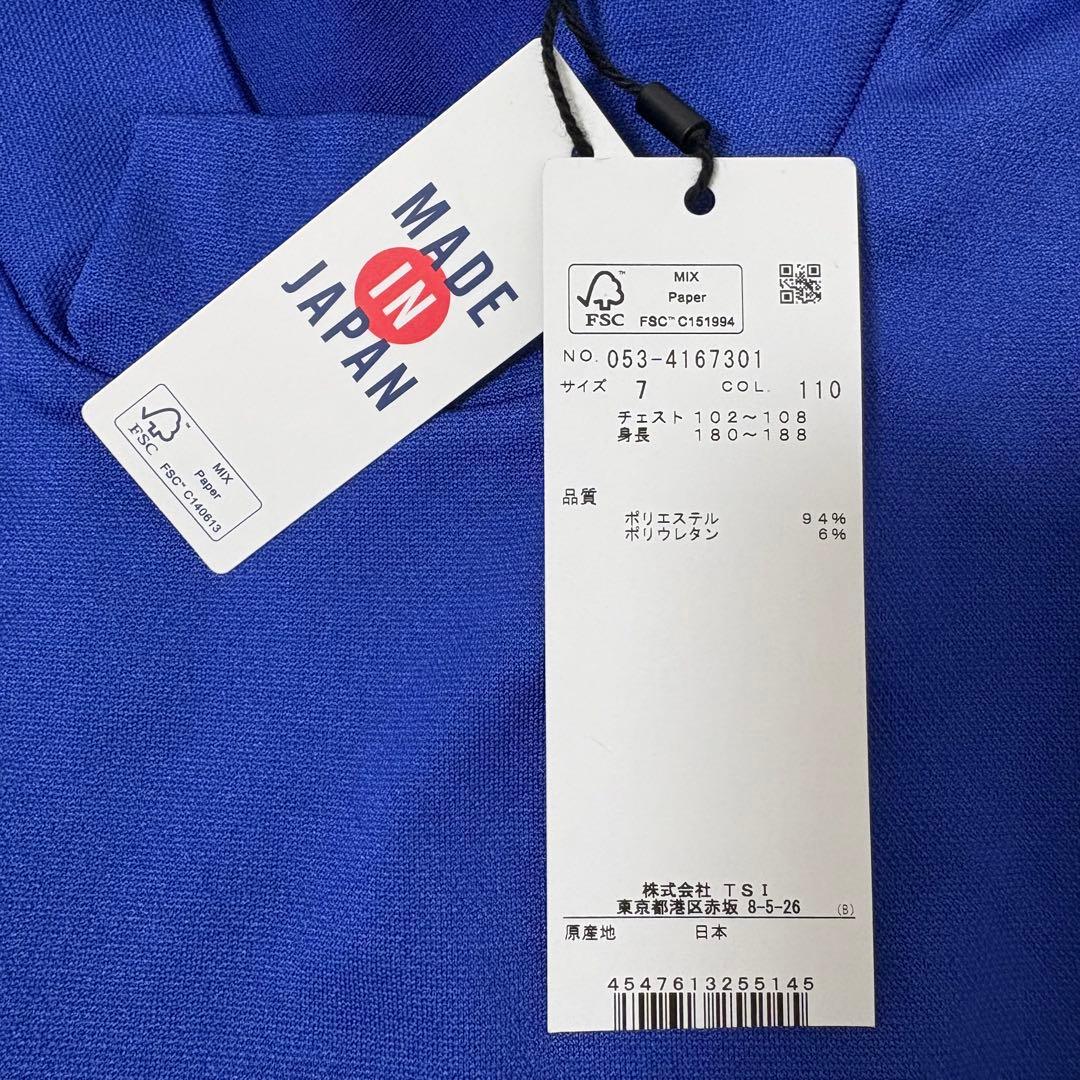 MADE
IN
JAPAN
FSC™
MIX
Paper
FSC™ C140613
FSC™
MIX
Paper
FSC™ C151994
NO. 053-4167301
サイズ 7 COL. 110
チェスト 102〜108
身長 180〜188
品質
ポリエステル 94%
ポリウレタン 6%
株式会社 TSI
東京都港区赤坂 8-5-26 (B)
原産地 日本
4547613255145